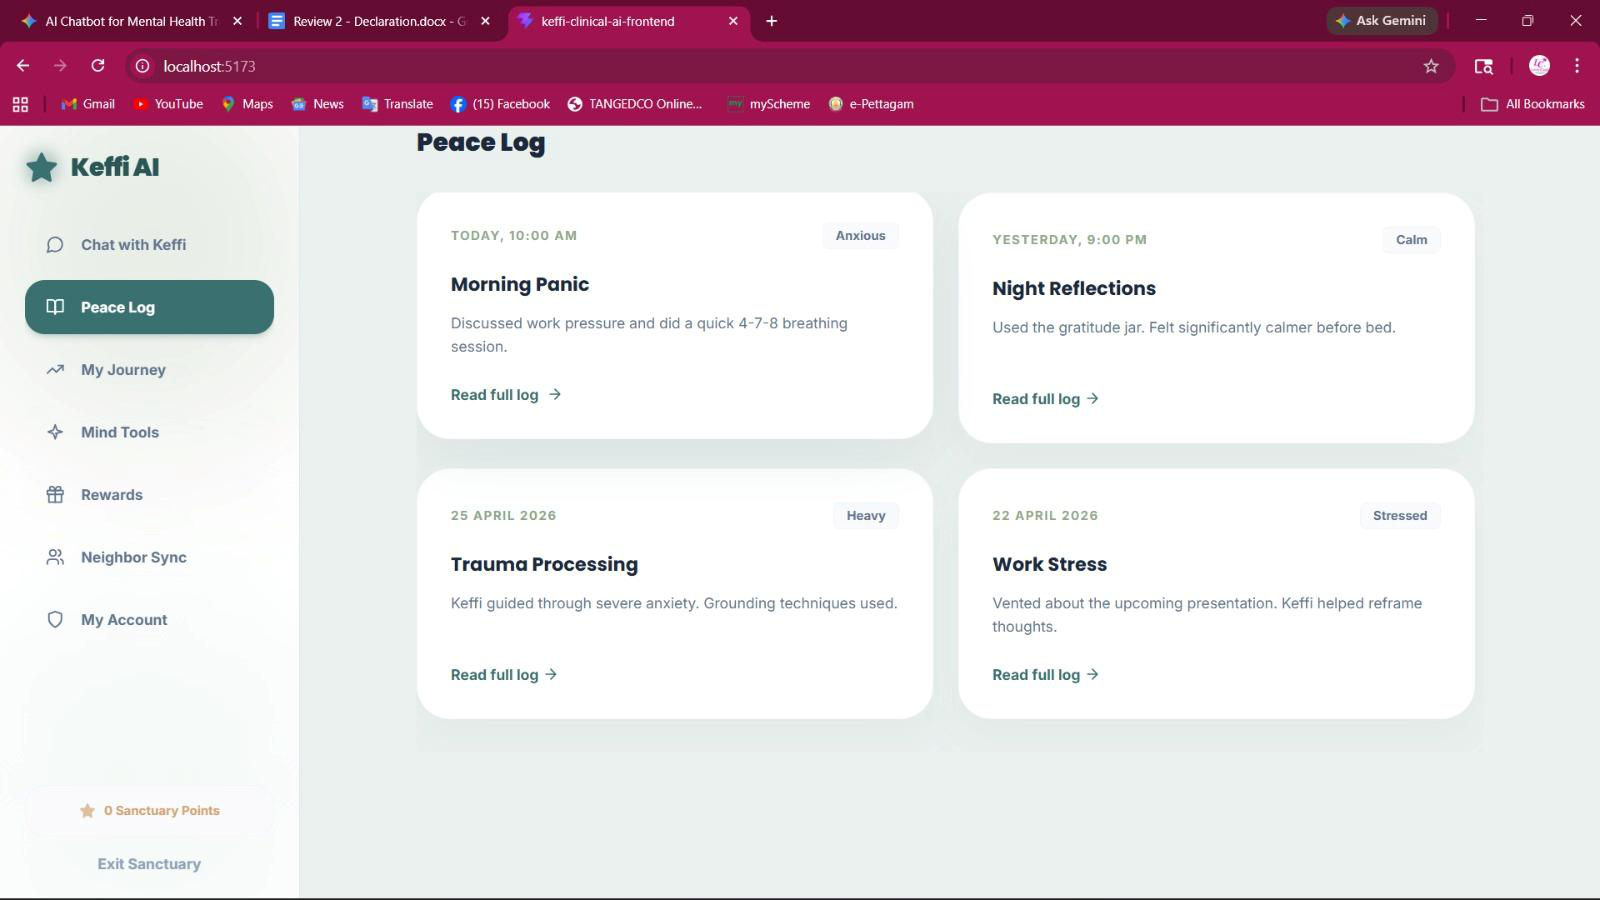 AI Chatbot for Mental Health Tr
Review 2 - Declaration.docx - G
keffi-clinical-ai-frontend
Ask Gemini
localhost:5173
Gmail
YouTube
Maps
News
Translate
(15) Facebook
TANGEDCO Online...
my
myScheme
e-Pettagam
All Bookmarks
Keffi AI
Chat with Keffi
Peace Log
My Journey
Mind Tools
Rewards
Neighbor Sync
My Account
0 Sanctuary Points
Exit Sanctuary
Peace Log
TODAY, 10:00 AM
Anxious
Morning Panic
Discussed work pressure and did a quick 4-7-8 breathing
session.
Read full log →
YESTERDAY, 9:00 PM
Calm
Night Reflections
Used the gratitude jar. Felt significantly calmer before bed.
Read full log →
25 APRIL 2026
Heavy
Trauma Processing
Keffi guided through severe anxiety. Grounding techniques used.
Read full log →
22 APRIL 2026
Stressed
Work Stress
Vented about the upcoming presentation. Keffi helped reframe
thoughts.
Read full log →